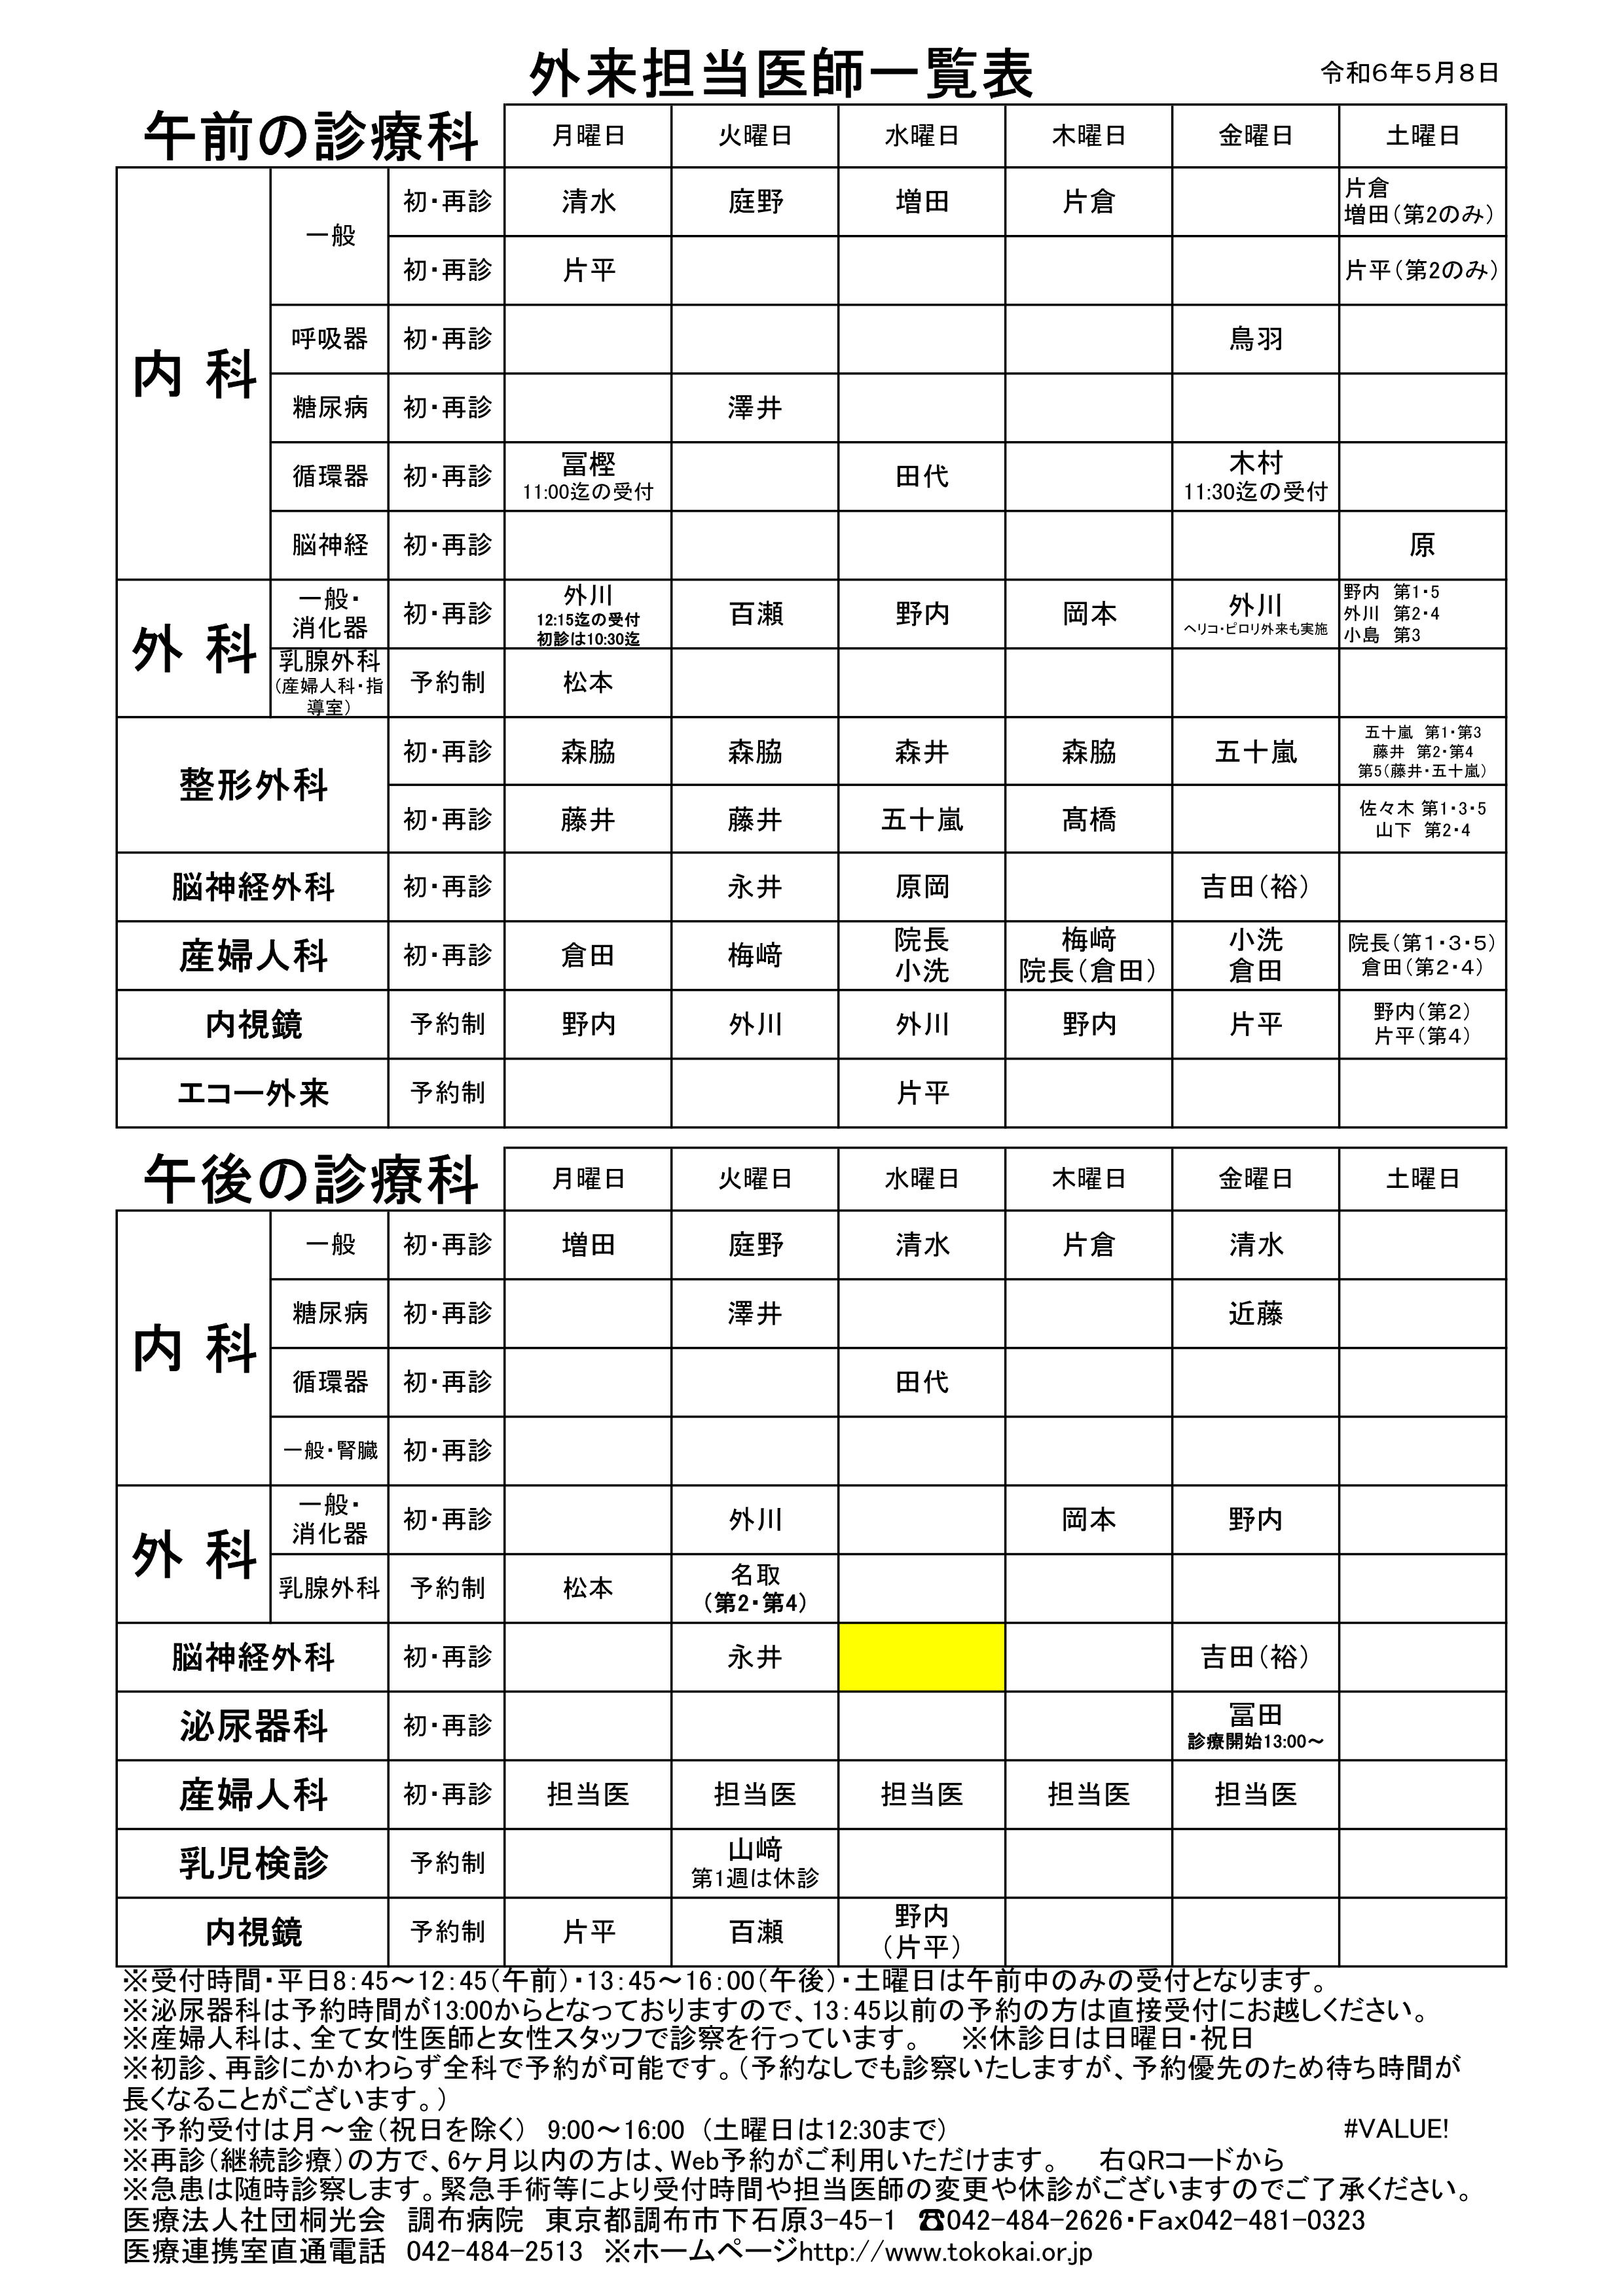 外来担当医師一覧表
令和6年5月8日
午前の診療科 月曜日 火曜日 水曜日 木曜日 金曜日 土曜日
内 科
一般
初・再診 清水 庭野 増田 片倉
片倉
増田（第2のみ）
初・再診 片平 片平（第2のみ）
呼吸器 初・再診 鳥羽
糖尿病 初・再診 澤井
循環器 初・再診
冨樫
11:00迄の受付
田代
木村
11:30迄の受付
脳神経 初・再診 原
外 科
一般・
消化器
初・再診
外川
12:15迄の受付
初診は10:30迄
百瀬 野内 岡本
外川
ヘリコ・ピロリ外来も実施
野内 第1・5
外川 第2・4
小島 第3
乳腺外科
（産婦人科・指
導室）
予約制 松本
整形外科
初・再診 森脇 森脇 森井 森脇 五十嵐
五十嵐 第1・第3
藤井 第2・第4
第5（藤井・五十嵐）
初・再診 藤井 藤井 五十嵐 髙橋
佐々木 第1・3・5
山下 第2・4
脳神経外科 初・再診 永井 原岡 吉田（裕）
産婦人科 初・再診 倉田 梅﨑
院長
小洗
梅﨑
院長（倉田）
小洗
倉田
院長（第1・3・5）
倉田（第2・4）
内視鏡 予約制 野内 外川 外川 野内 片平
野内（第2）
片平（第4）
エコー外来 予約制 片平
午後の診療科 月曜日 火曜日 水曜日 木曜日 金曜日 土曜日
内 科
一般 初・再診 増田 庭野 清水 片倉 清水
糖尿病 初・再診 澤井 近藤
循環器 初・再診 田代
一般・腎臓 初・再診
外 科
一般・
消化器
初・再診 外川 岡本 野内
乳腺外科 予約制 松本
名取
（第2・第4）
脳神経外科 初・再診 永井 吉田（裕）
泌尿器科 初・再診
冨田
診療開始13:00～
産婦人科 初・再診 担当医 担当医 担当医 担当医 担当医
乳児検診 予約制
山﨑
第1週は休診
内視鏡 予約制 片平 百瀬
野内
（片平）
※受付時間・平日8：45～12：45（午前）・13：45～16：00（午後）・土曜日は午前中のみの受付となります。
※泌尿器科は予約時間が13:00からとなっておりますので、13：45以前の予約の方は直接受付にお越しください。
※産婦人科は、全て女性医師と女性スタッフで診察を行っています。 ※休診日は日曜日・祝日
※初診、再診にかかわらず全科で予約が可能です。（予約なしでも診察いたしますが、予約優先のため待ち時間が
長くなることがございます。）
※予約受付は月～金（祝日を除く） 9:00～16:00 （土曜日は12:30まで） #VALUE!
※再診（継続診療）の方で、6ヶ月以内の方は、Web予約がご利用いただけます。 右QRコードから
※急患は随時診察します。緊急手術等により受付時間や担当医師の変更や休診がございますのでご了承ください。
医療法人社団桐光会 調布病院 東京都調布市下石原3-45-1 ☎042-484-2626・Fax042-481-0323
医療連携室直通電話 042-484-2513 ※ホームページhttp://www.tokokai.or.jp